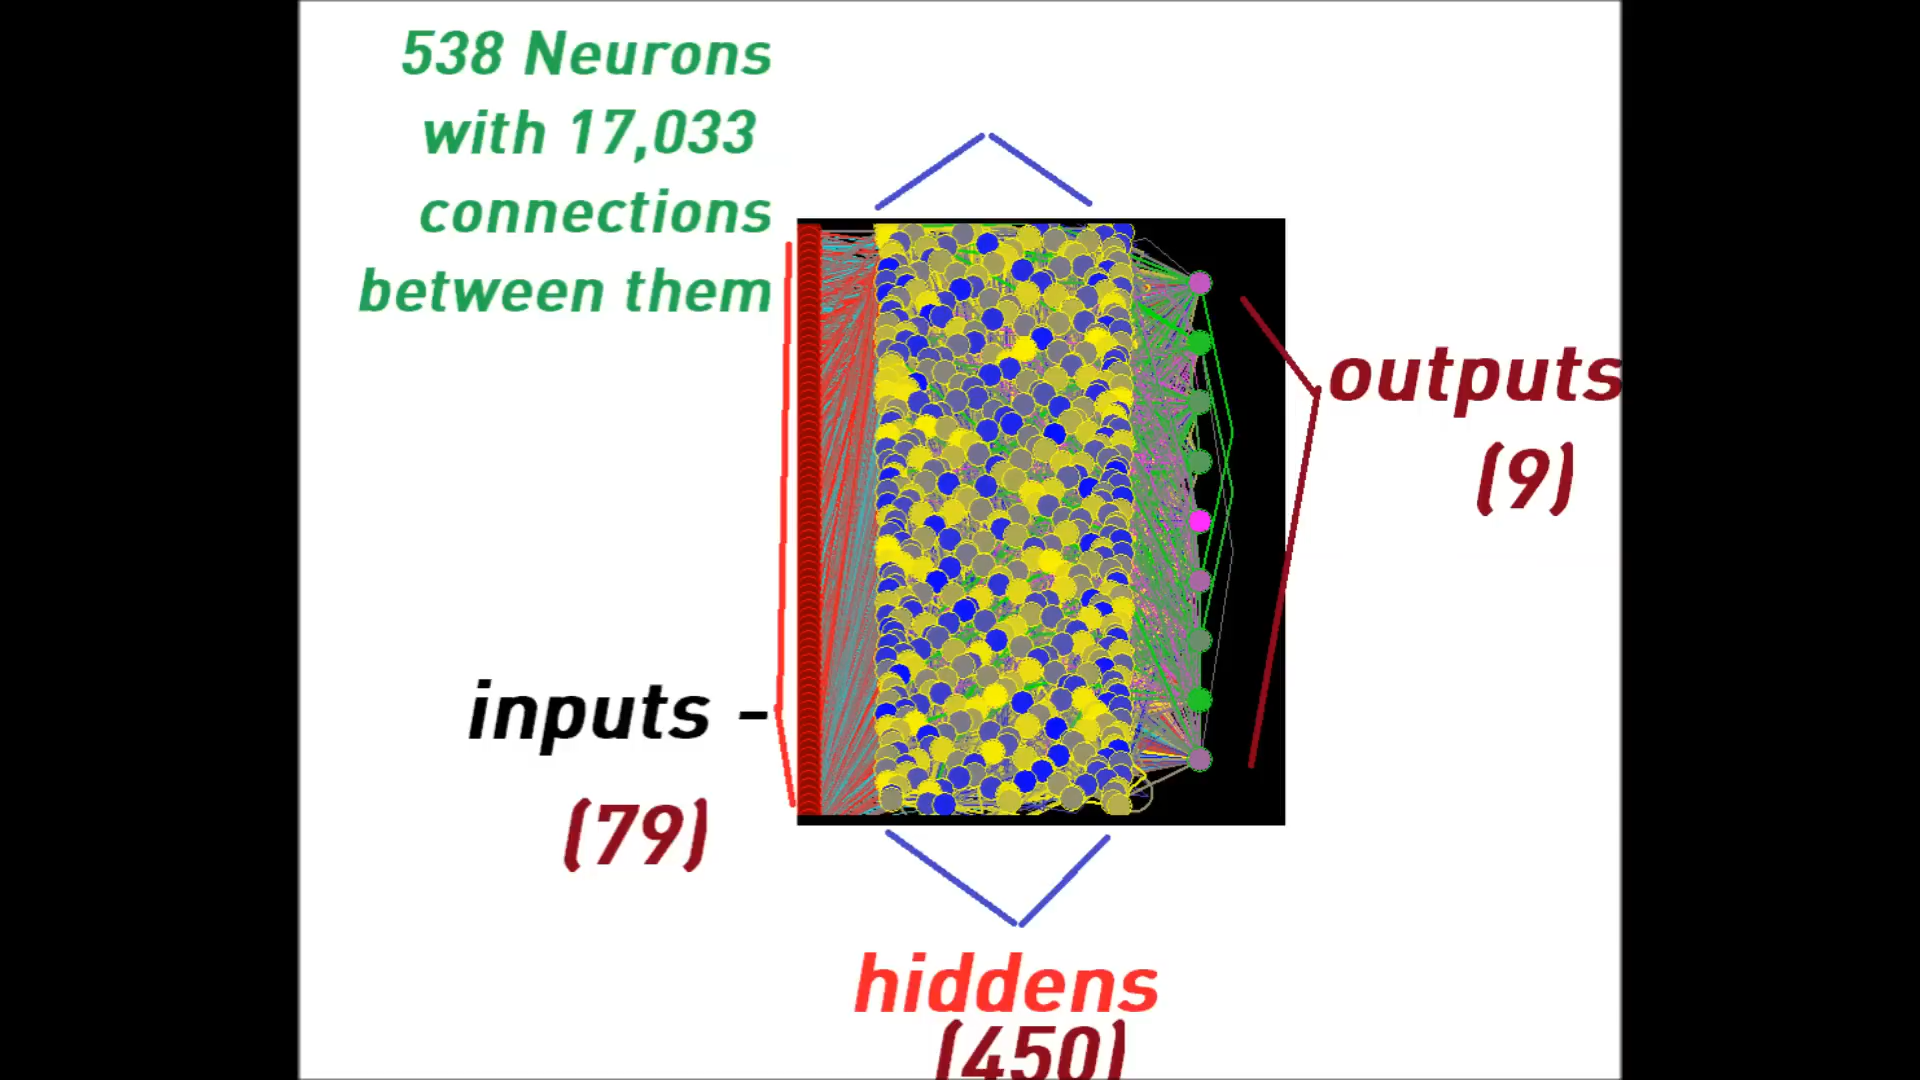 538 Neurons
with 17,033
connections
between them
outputs
(9)
inputs -
(79)
hiddens
(450)